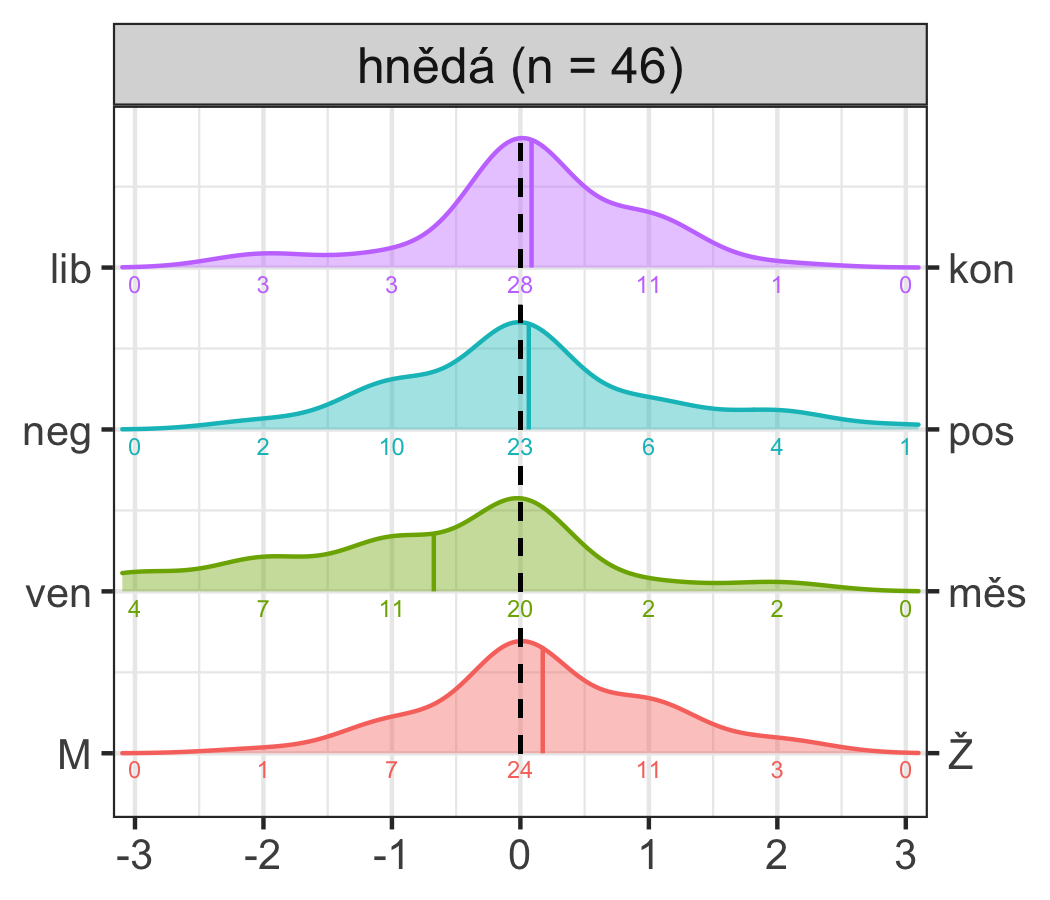 hnědá (n = 46)
lib kon
0 3 3 28 11 1 0
neg pos
0 2 10 23 6 4 1
ven měs
4 7 11 20 2 2 0
M Ž
0 1 7 24 11 3 0
-3 -2 -1 0 1 2 3